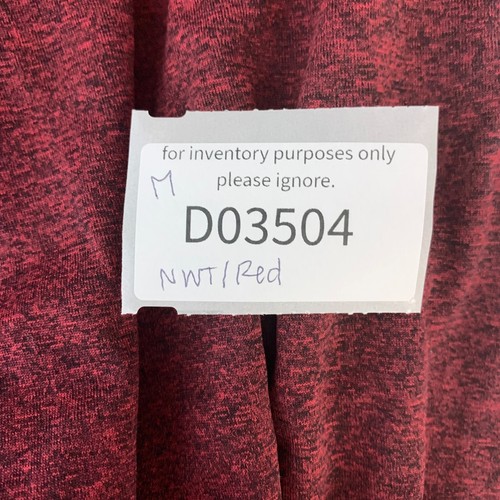 for inventory purposes only
M
please ignore.
D03504
NWT/Red